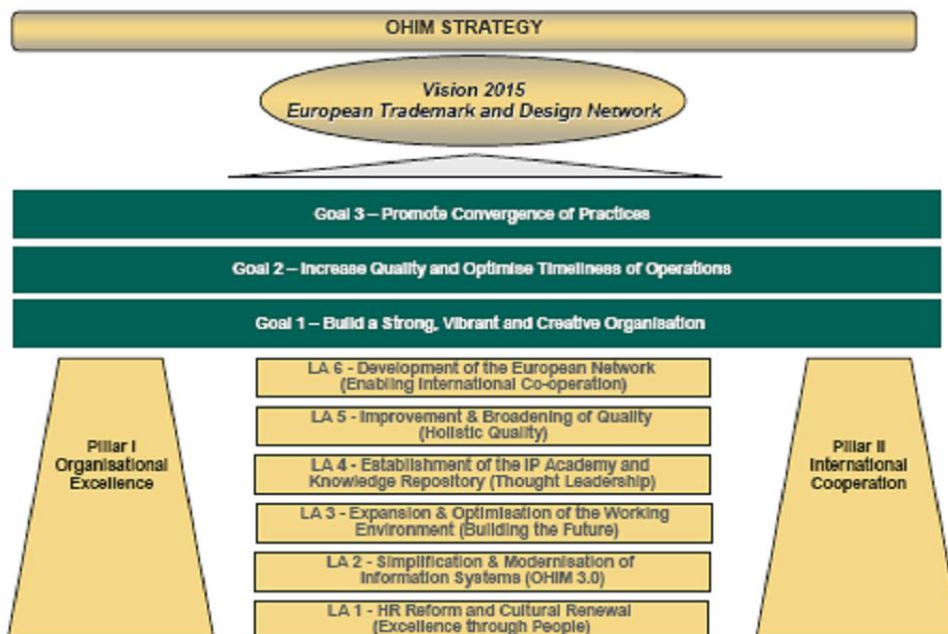 OHIM STRATEGY
Vision 2015
European Trademark and Design Network
Goal 3 – Promote Convergence of Practices
Goal 2 – Increase Quality and Optimise Timeliness of Operations
Goal 1 – Build a Strong, Vibrant and Creative Organisation
LA 6 - Development of the European Network
(Enabling International Co-operation)
LA 5 - Improvement & Broadening of Quality
(Holistic Quality)
LA 4 - Establishment of the IP Academy and
Knowledge Repository (Thought Leadership)
LA 3 - Expansion & Optimisation of the Working
Environment (Building the Future)
LA 2 - Simplification & Modernisation of
Information Systems (OHIM 3.0)
LA 1 - HR Reform and Cultural Renewal
(Excellence through People)
Pillar I
Organisational
Excellence
Pillar II
International
Cooperation